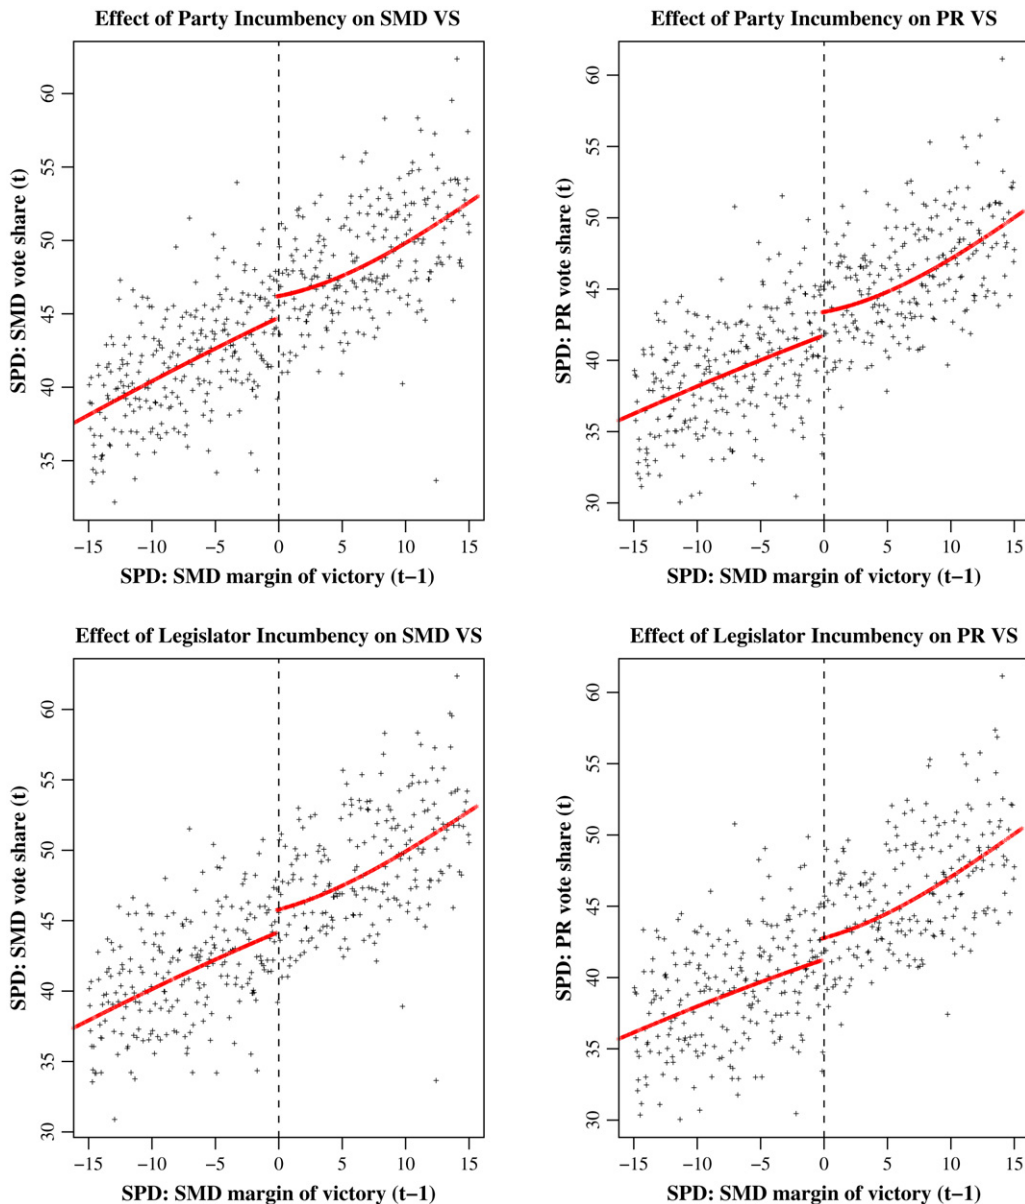 Effect of Party Incumbency on SMD VS
SPD: SMD vote share (t)
60
55
50
45
40
35
−15 −10 −5 0 5 10 15
SPD: SMD margin of victory (t−1)
Effect of Party Incumbency on PR VS
SPD: PR vote share (t)
60
55
50
45
40
35
30
−15 −10 −5 0 5 10 15
SPD: SMD margin of victory (t−1)
Effect of Legislator Incumbency on SMD VS
SPD: SMD vote share (t)
60
55
50
45
40
35
30
−15 −10 −5 0 5 10 15
SPD: SMD margin of victory (t−1)
Effect of Legislator Incumbency on PR VS
SPD: PR vote share (t)
60
55
50
45
40
35
30
−15 −10 −5 0 5 10 15
SPD: SMD margin of victory (t−1)